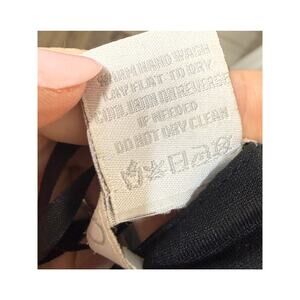 WARM HAND WASH
LAY FLAT TO DRY
COOL IRON ON REVERSE
IF NEEDED
DO NOT DRY CLEAN